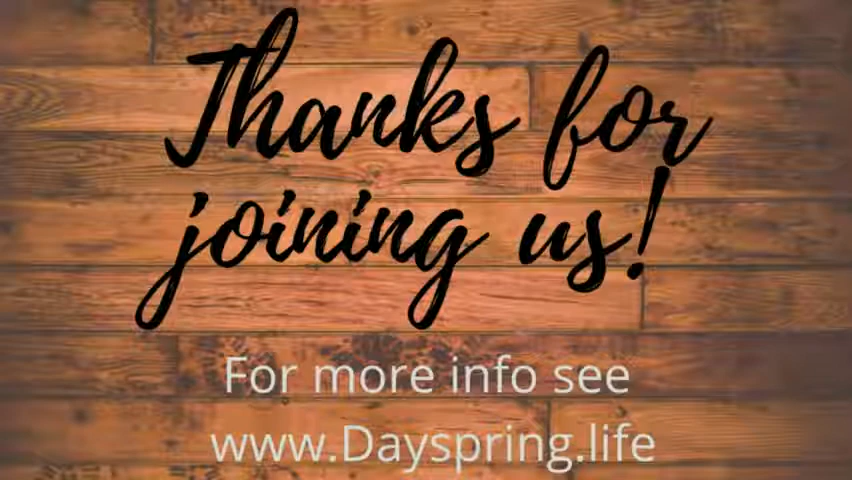 Thanks for
joining us!
For more info see
www.Dayspring.life